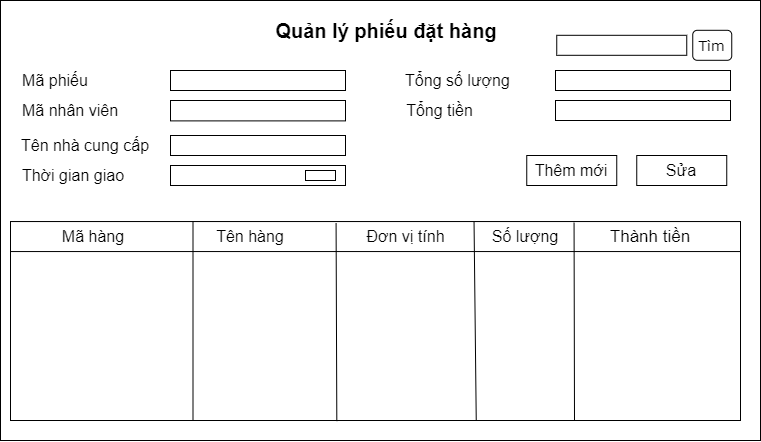 Quản lý phiếu đặt hàng
Tìm
Mã phiếu
Tổng số lượng
Mã nhân viên
Tổng tiền
Tên nhà cung cấp
Thời gian giao
Thêm mới
Sửa
Mã hàng
Tên hàng
Đơn vị tính
Số lượng
Thành tiền